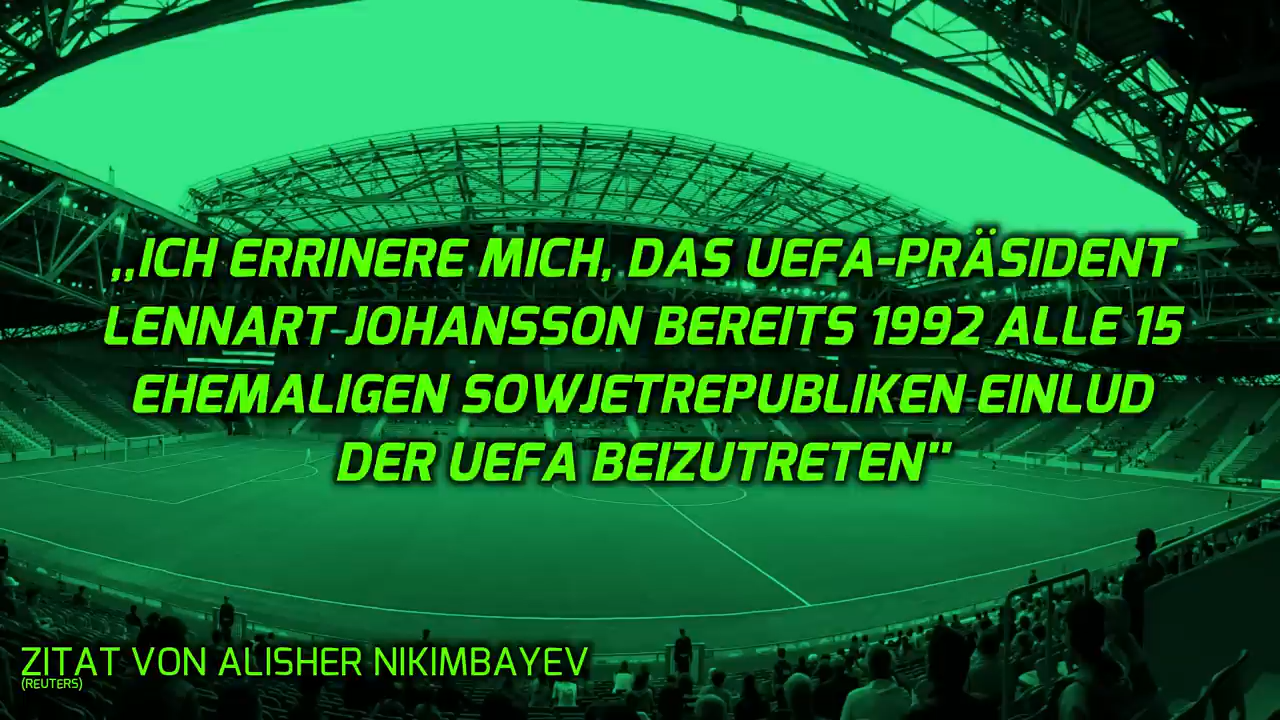 „ICH ERRINERE MICH, DAS UEFA-PRÄSIDENT
LENNART JOHANSSON BEREITS 1992 ALLE 15
EHEMALIGEN SOWJETREPUBLIKEN EINLUD
DER UEFA BEIZUTRETEN"
ZITAT VON ALISHER NIKIMBAYEV
(REUTERS)